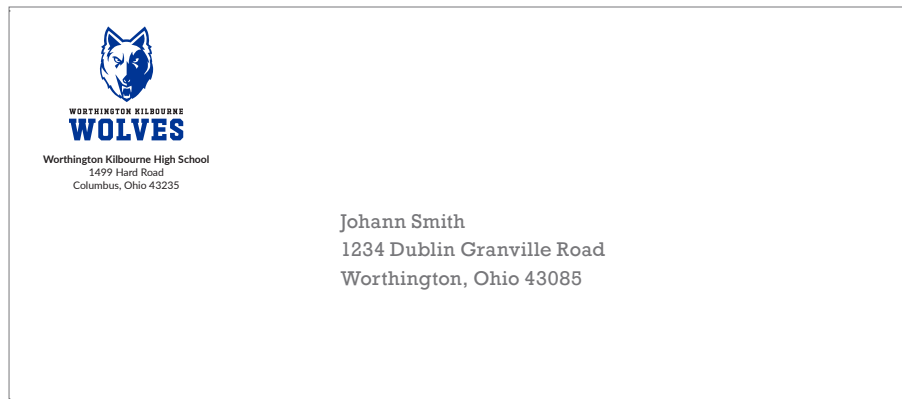 WORTHINGTON KILBOURNE
WOLVES
Worthington Kilbourne High School
1499 Hard Road
Columbus, Ohio 43235
Johann Smith
1234 Dublin Granville Road
Worthington, Ohio 43085